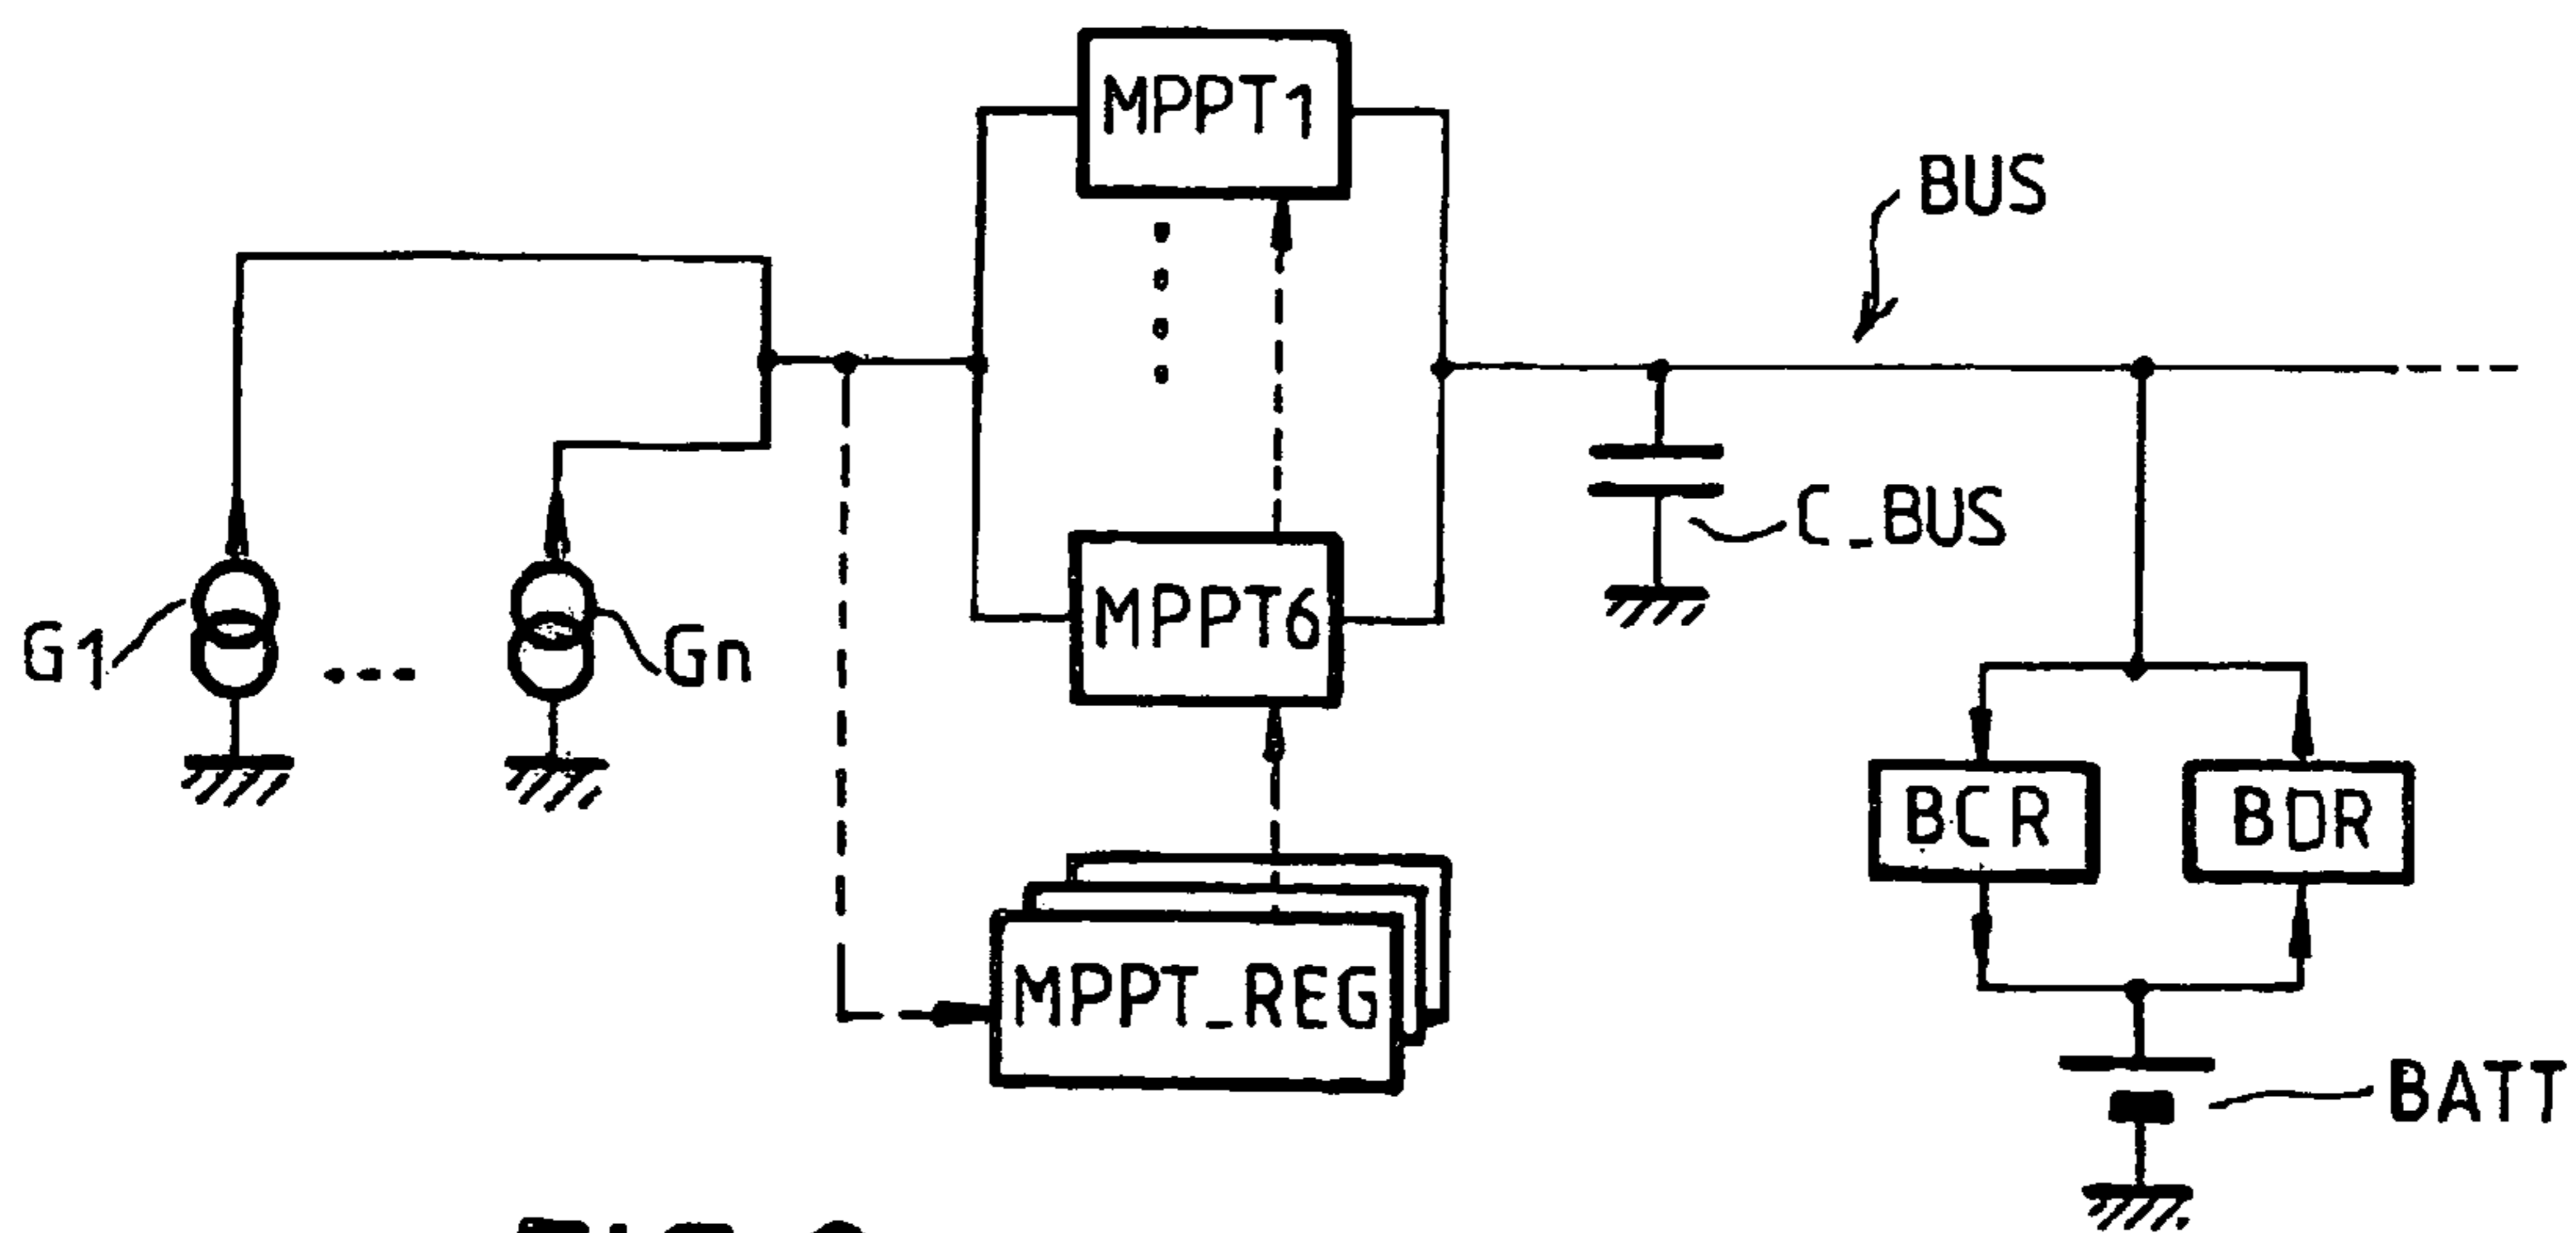 MPPT1
BUS
C_BUS
G1
Gn
MPPT6
BCR
BDR
MPPT_REG
BATT